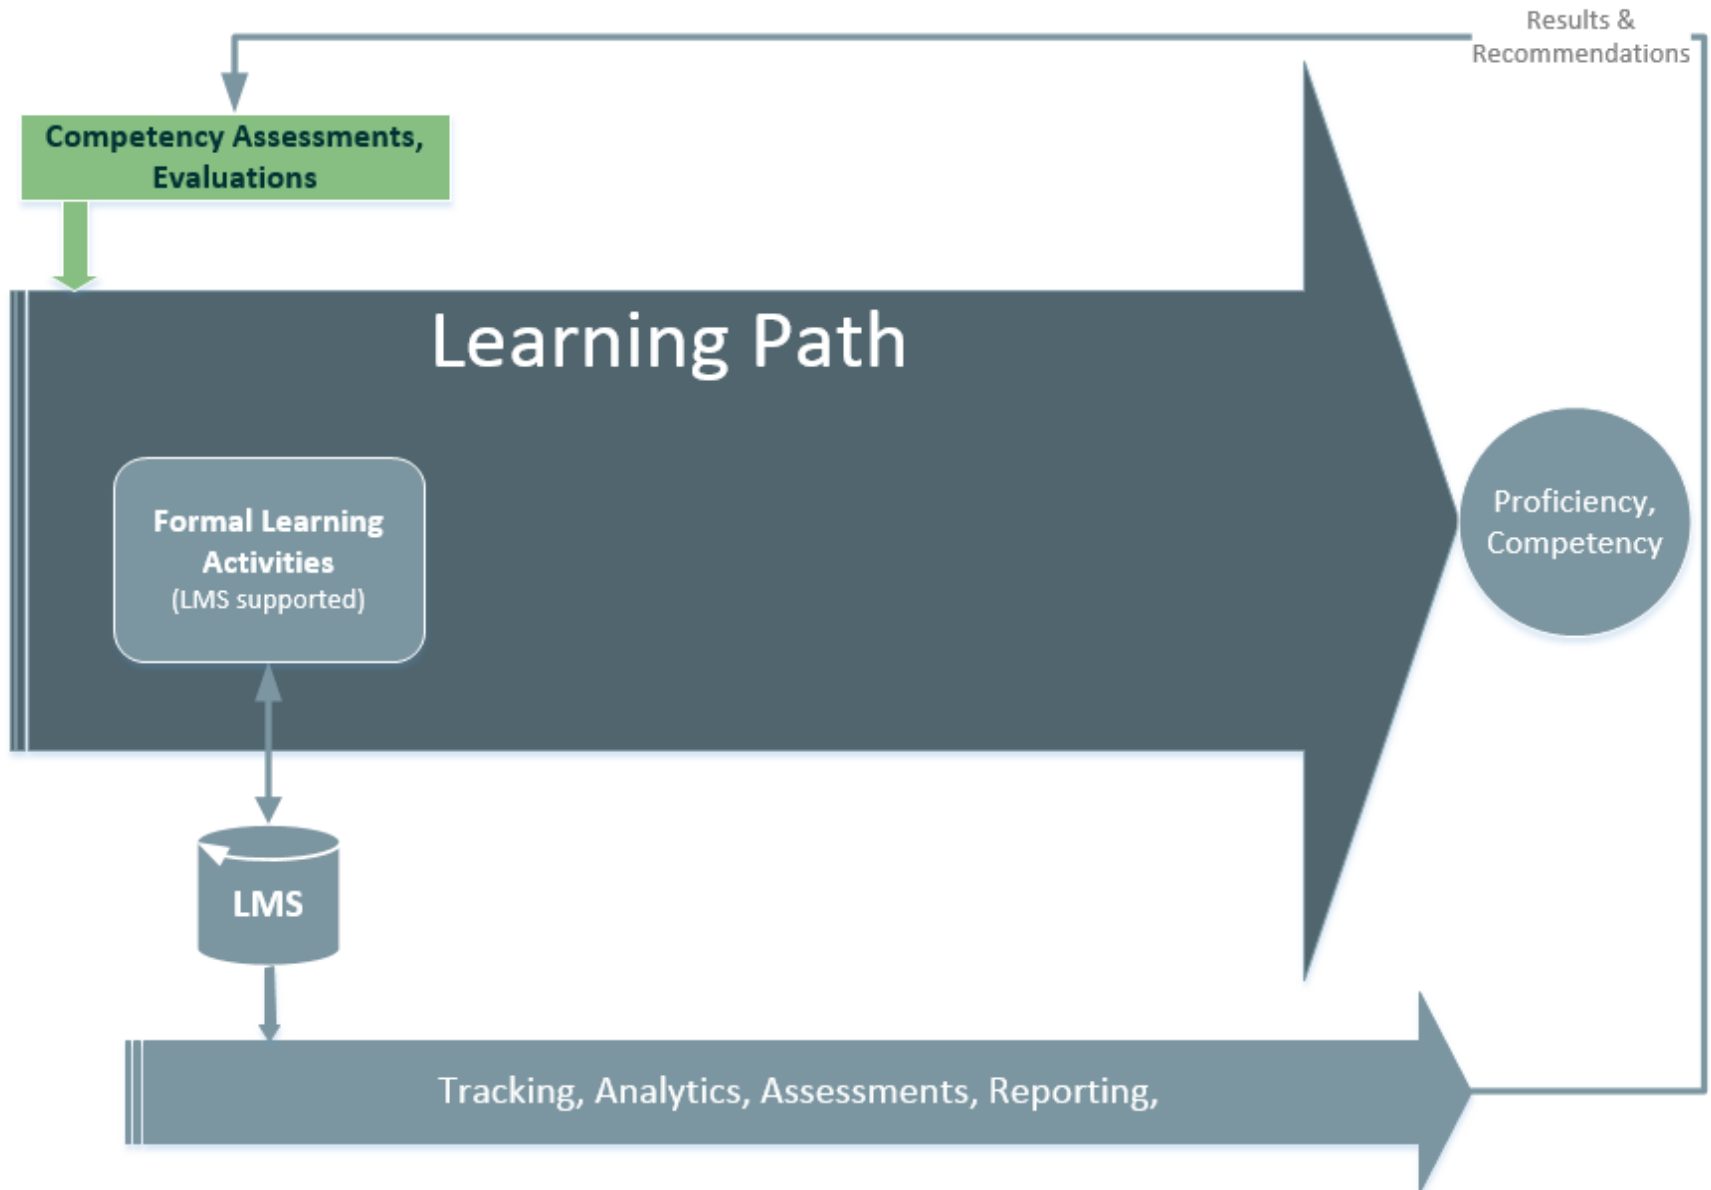 Results &
Recommendations
Competency Assessments,
Evaluations
Learning Path
Formal Learning
Activities
(LMS supported)
Proficiency,
Competency
LMS
Tracking, Analytics, Assessments, Reporting,